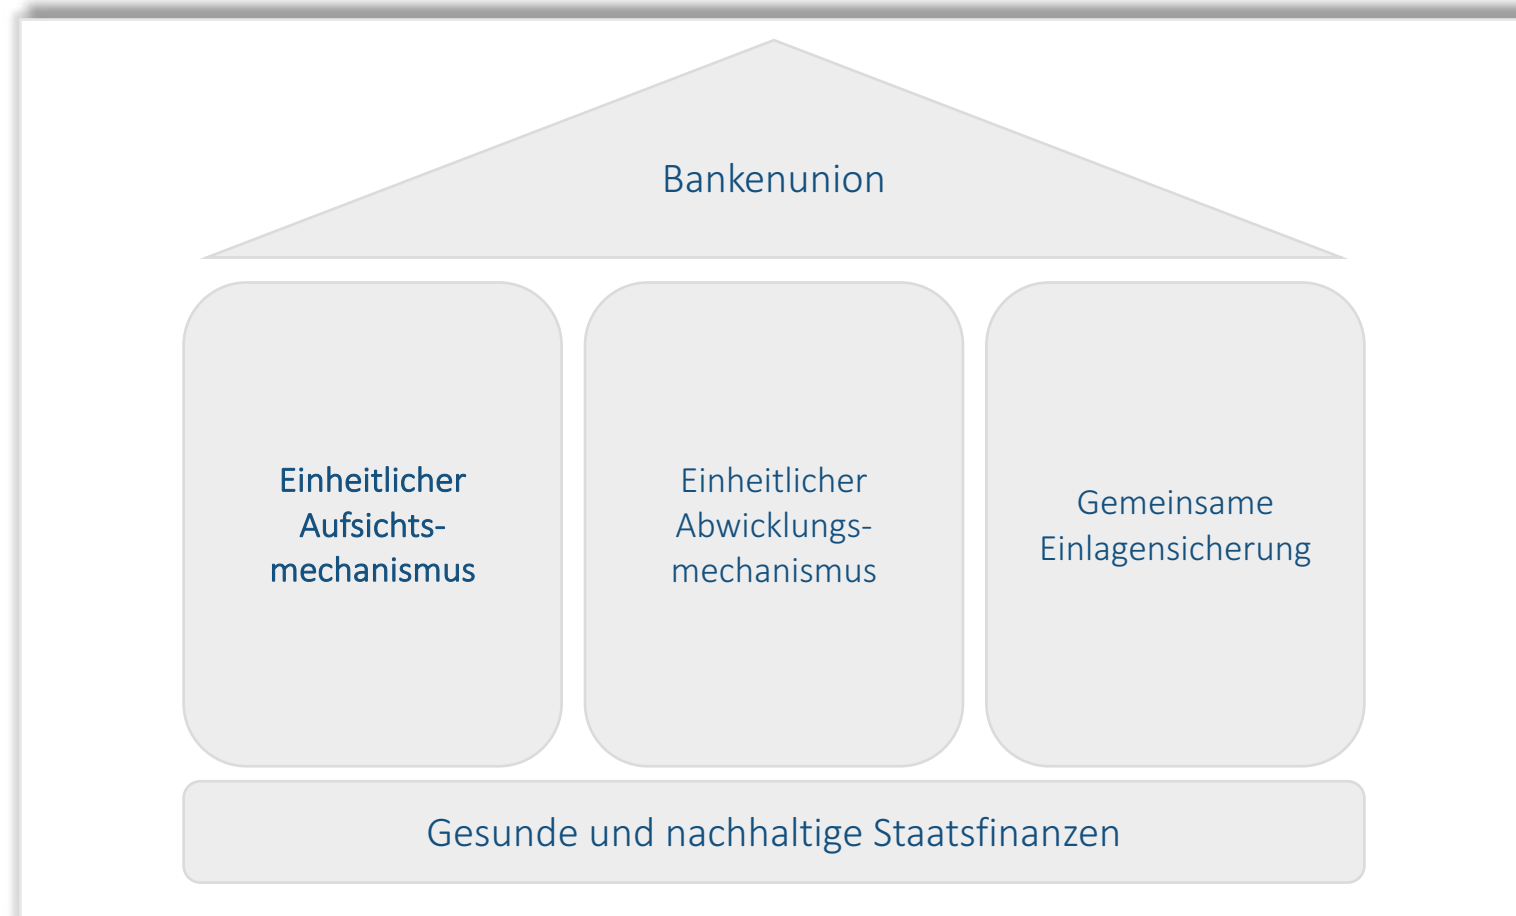 Bankenunion
Einheitlicher
Aufsichts-
mechanismus
Einheitlicher
Abwicklungs-
mechanismus
Gemeinsame
Einlagensicherung
Gesunde und nachhaltige Staatsfinanzen